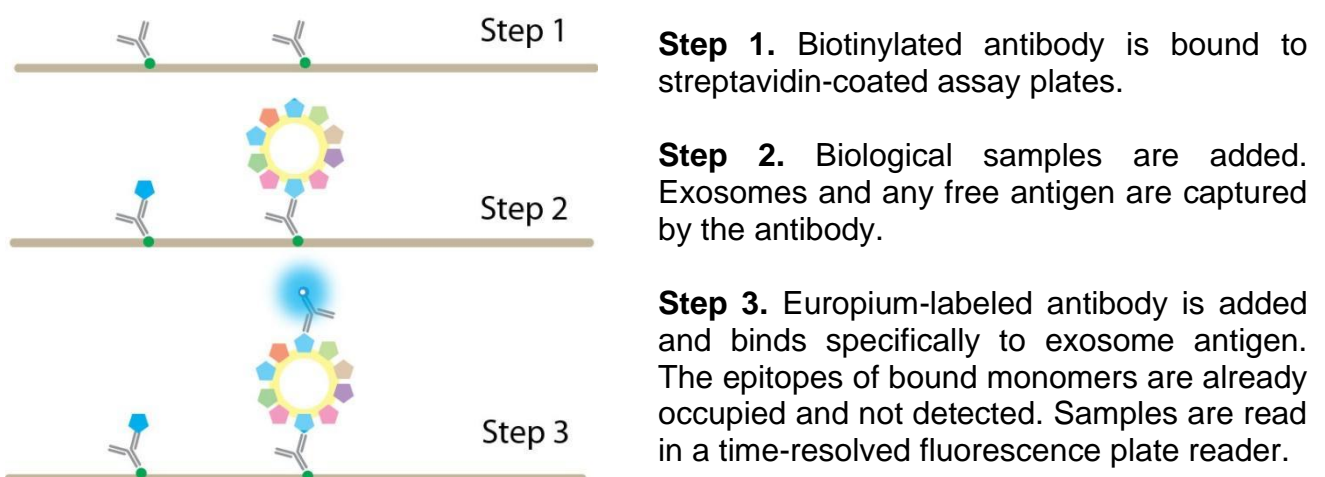 Step 1
Step 2
Step 3
Step 1. Biotinylated antibody is bound to
streptavidin-coated assay plates.
Step 2. Biological samples are added.
Exosomes and any free antigen are captured
by the antibody.
Step 3. Europium-labeled antibody is added
and binds specifically to exosome antigen.
The epitopes of bound monomers are already
occupied and not detected. Samples are read
in a time-resolved fluorescence plate reader.